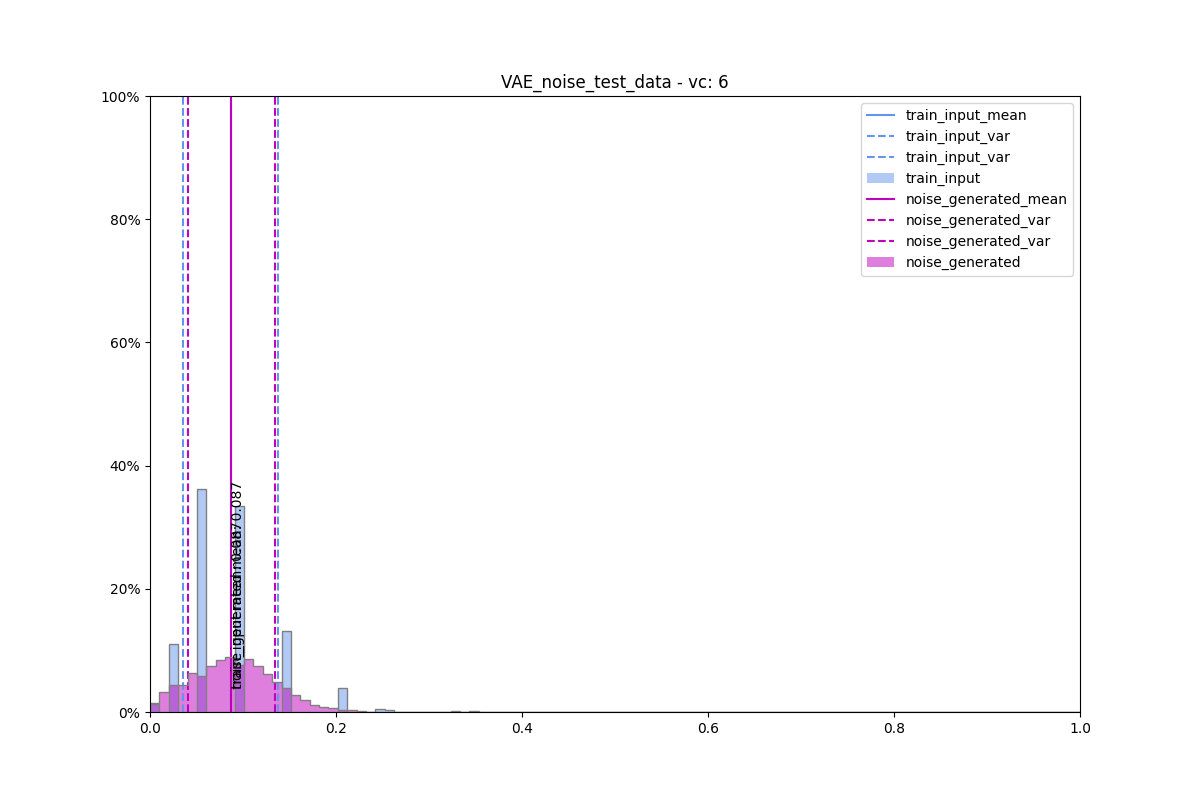 VAE_noise_test_data - vc: 6
100%
80%
60%
40%
20%
0%
0.0
0.2
0.4
0.6
0.8
1.0
train_input_mean
train_input_var
train_input_var
train_input
noise_generated_mean
noise_generated_var
noise_generated_var
noise_generated